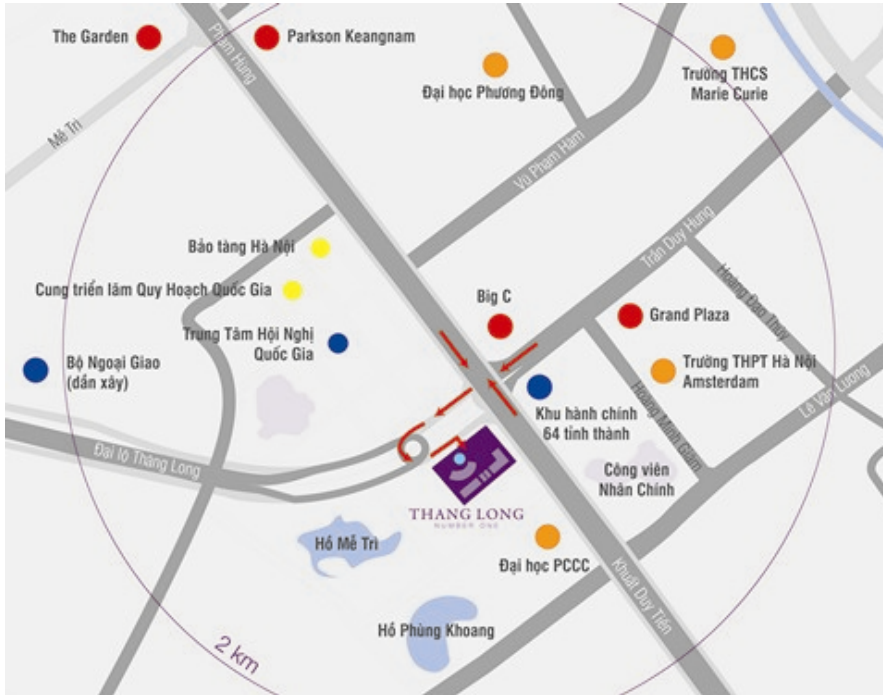 The Garden
Parkson Keangnam
Phạm Hùng
Đại học Phương Đông
Trường THCS
Marie Curie
Mễ Trì
Vũ Phạm Hàm
Trần Duy Hưng
Bảo tàng Hà Nội
Cung triển lãm Quy Hoạch Quốc Gia
Big C
Hoàng Đạo Thúy
Grand Plaza
Trung Tâm Hội Nghị
Quốc Gia
Bộ Ngoại Giao
(dần xây)
Trường THPT Hà Nội
Amsterdam
Hoàng Minh Giám
Lê Văn Lương
Khu hành chính
64 tỉnh thành
Đại lộ Thăng Long
Công viên
Nhân Chính
THANG LONG
NUMBER ONE
Hồ Mễ Trì
Đại học PCCC
Khuất Duy Tiến
Hồ Phùng Khoang
2 km